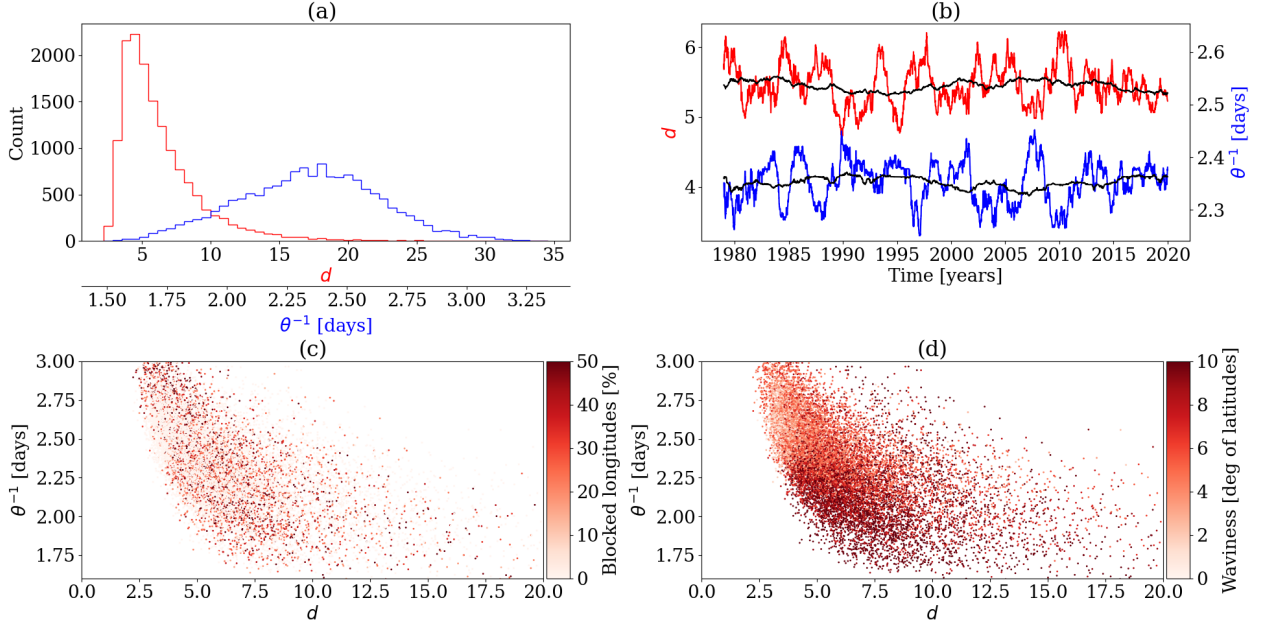 (a)
Count
2000
1500
1000
500
0
5 10 15 20 25 30 35
d
1.50 1.75 2.00 2.25 2.50 2.75 3.00 3.25
θ⁻¹ [days]
(b)
d
6
5
4
2.6
2.5
2.4
2.3
θ⁻¹ [days]
1980 1985 1990 1995 2000 2005 2010 2015 2020
Time [years]
(c)
θ⁻¹ [days]
3.00
2.75
2.50
2.25
2.00
1.75
0.0 2.5 5.0 7.5 10.0 12.5 15.0 17.5 20.0
d
50
40
30
20
10
0
Blocked longitudes [%]
(d)
θ⁻¹ [days]
3.00
2.75
2.50
2.25
2.00
1.75
0.0 2.5 5.0 7.5 10.0 12.5 15.0 17.5 20.0
d
10
8
6
4
2
0
Waviness [deg of latitudes]